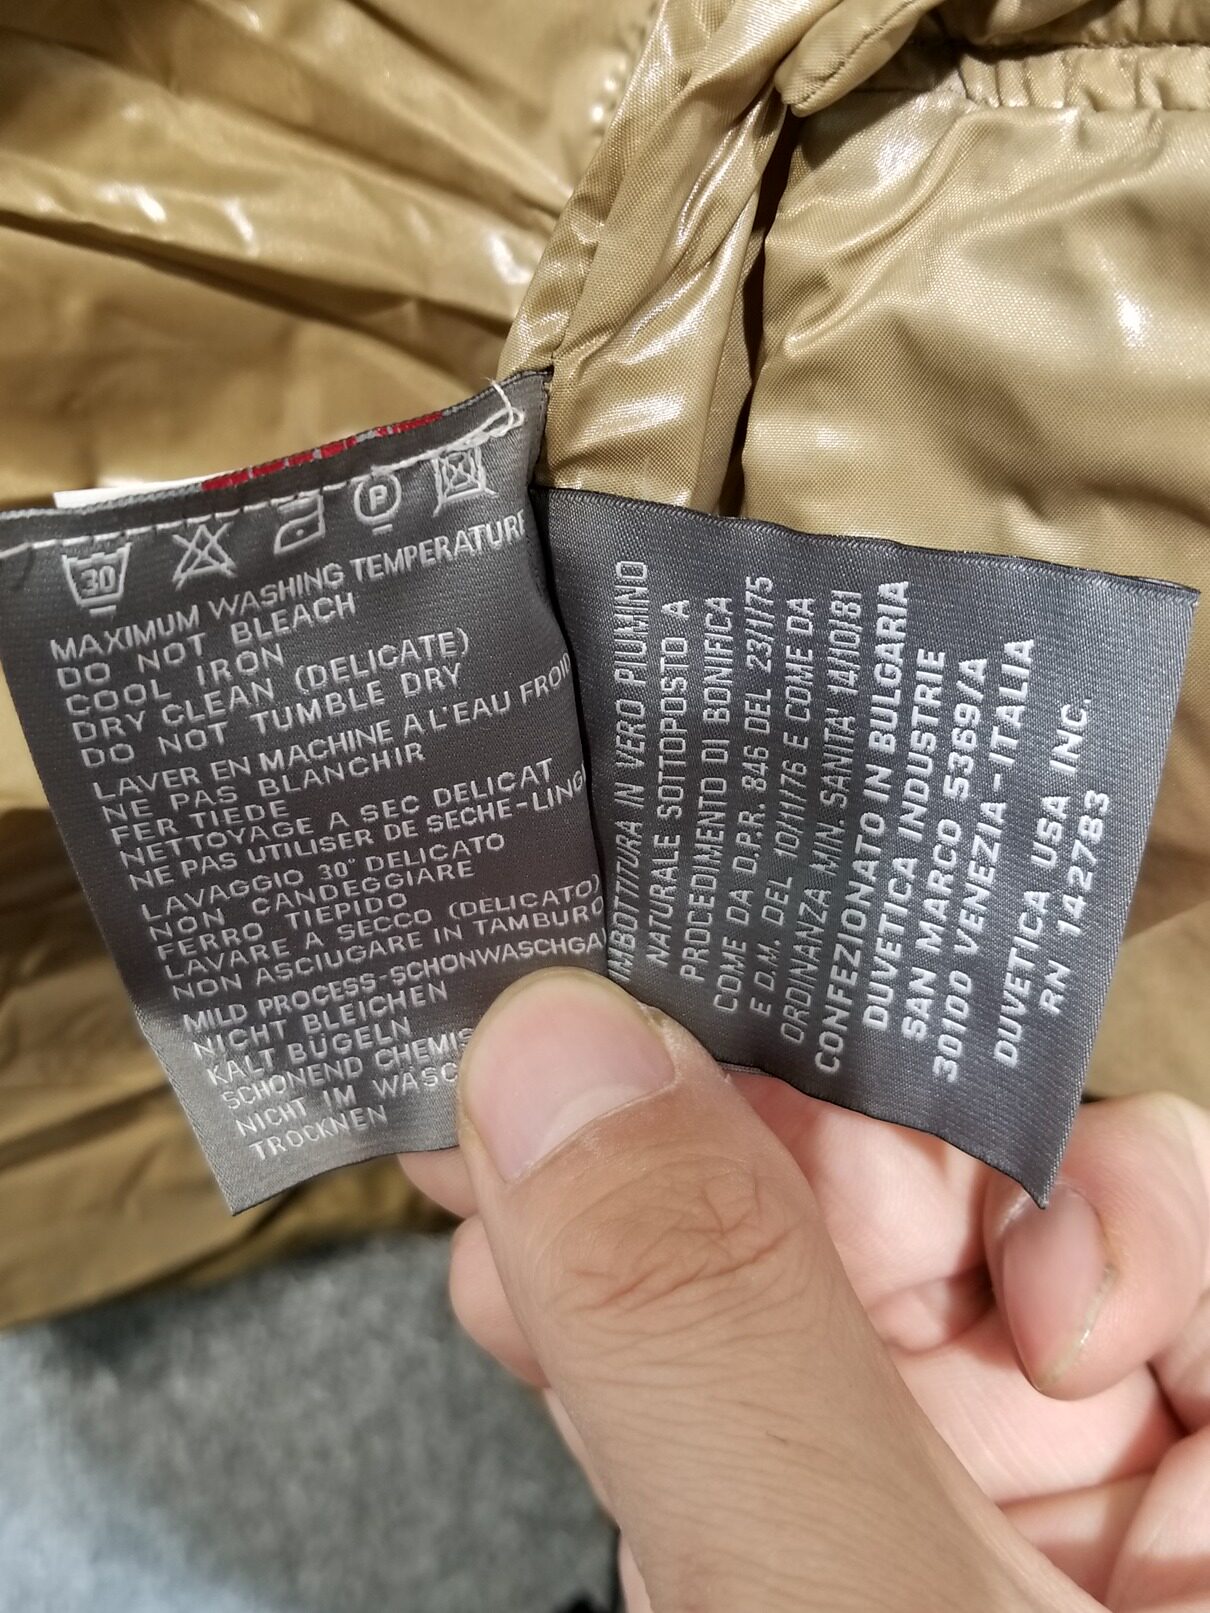 30
P
MAXIMUM WASHING TEMPERATURE
DO NOT BLEACH
COOL IRON
DRY CLEAN (DELICATE)
DO NOT TUMBLE DRY
LAVER EN MACHINE A L'EAU FROID
NE PAS BLANCHIR
FER TIEDE
NETTOYAGE A SEC DELICAT
NE PAS UTILISER DE SECHE-LING
LAVAGGIO 30° DELICATO
NON CANDEGGIARE
FERRO TIEPIDO
LAVARE A SECCO (DELICATO)
NON ASCIUGARE IN TAMBURO
MILD PROCESS-SCHONWASCHGA
NICHT BLEICHEN
KALT BÜGELN
SCHONEND CHEMIS
NICHT IM WASC
TROCKNEN
IMBOTTITURA IN VERO PIUMINO
NATURALE SOTTOPOSTO A
PROCEDIMENTO DI BONIFICA
COME DA D.P.R. 846 DEL 23/1/75
E D.M. DEL 10/11/76 E COME DA
ORDINANZA MIN. SANITA' 14/10/81
CONFEZIONATO IN BULGARIA
DUVETICA INDUSTRIE
SAN MARCO 5369/A
30100 VENEZIA-ITALIA
DUVETICA USA INC.
RN 142783